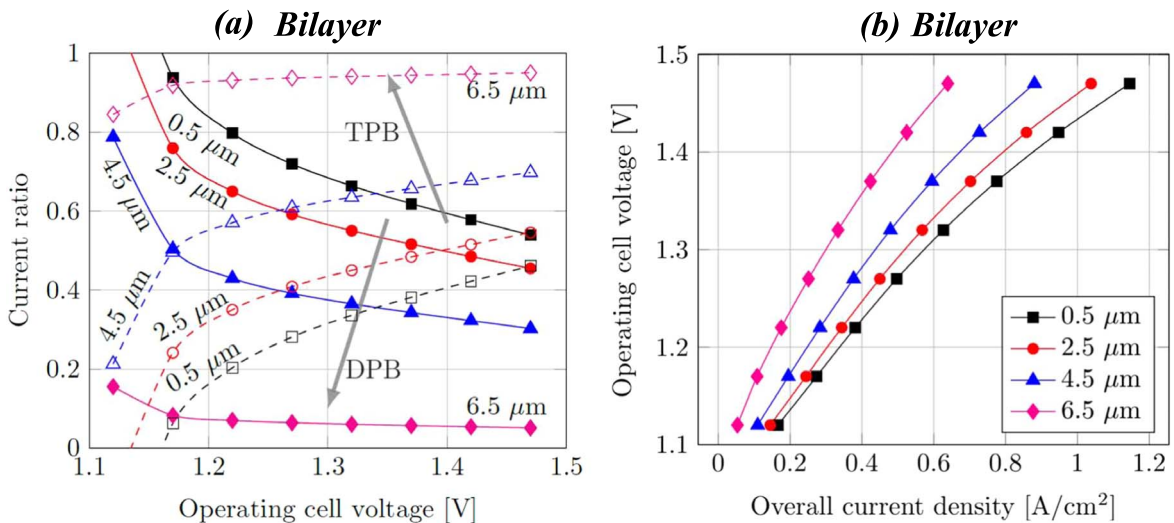 (a) Bilayer
1
0.8
0.6
0.4
0.2
0
1.1
1.2
1.3
1.4
1.5
Current ratio
Operating cell voltage [V]
0.5 μm
2.5 μm
4.5 μm
6.5 μm
TPB
4.5 μm
2.5 μm
0.5 μm
DPB
6.5 μm
(b) Bilayer
1.5
1.4
1.3
1.2
1.1
0
0.2
0.4
0.6
0.8
1
1.2
Operating cell voltage [V]
Overall current density [A/cm²]
0.5 μm
2.5 μm
4.5 μm
6.5 μm